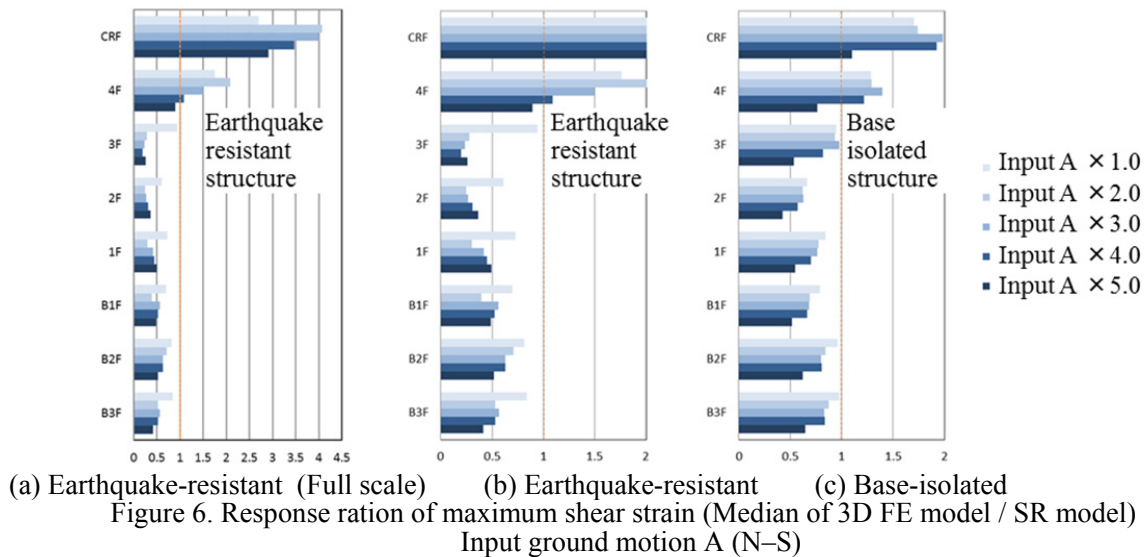 CRF
4F
3F
2F
1F
B1F
B2F
B3F
0 0.5 1 1.5 2 2.5 3 3.5 4 4.5
Earthquake
resistant
structure
CRF
4F
3F
2F
1F
B1F
B2F
B3F
0 0.5 1 1.5 2
Earthquake
resistant
structure
CRF
4F
3F
2F
1F
B1F
B2F
B3F
0 0.5 1 1.5 2
Base
isolated
structure
Input A ×1.0
Input A ×2.0
Input A ×3.0
Input A ×4.0
Input A ×5.0
(a) Earthquake-resistant (Full scale) (b) Earthquake-resistant (c) Base-isolated
Figure 6. Response ration of maximum shear strain (Median of 3D FE model / SR model)
Input ground motion A (N–S)